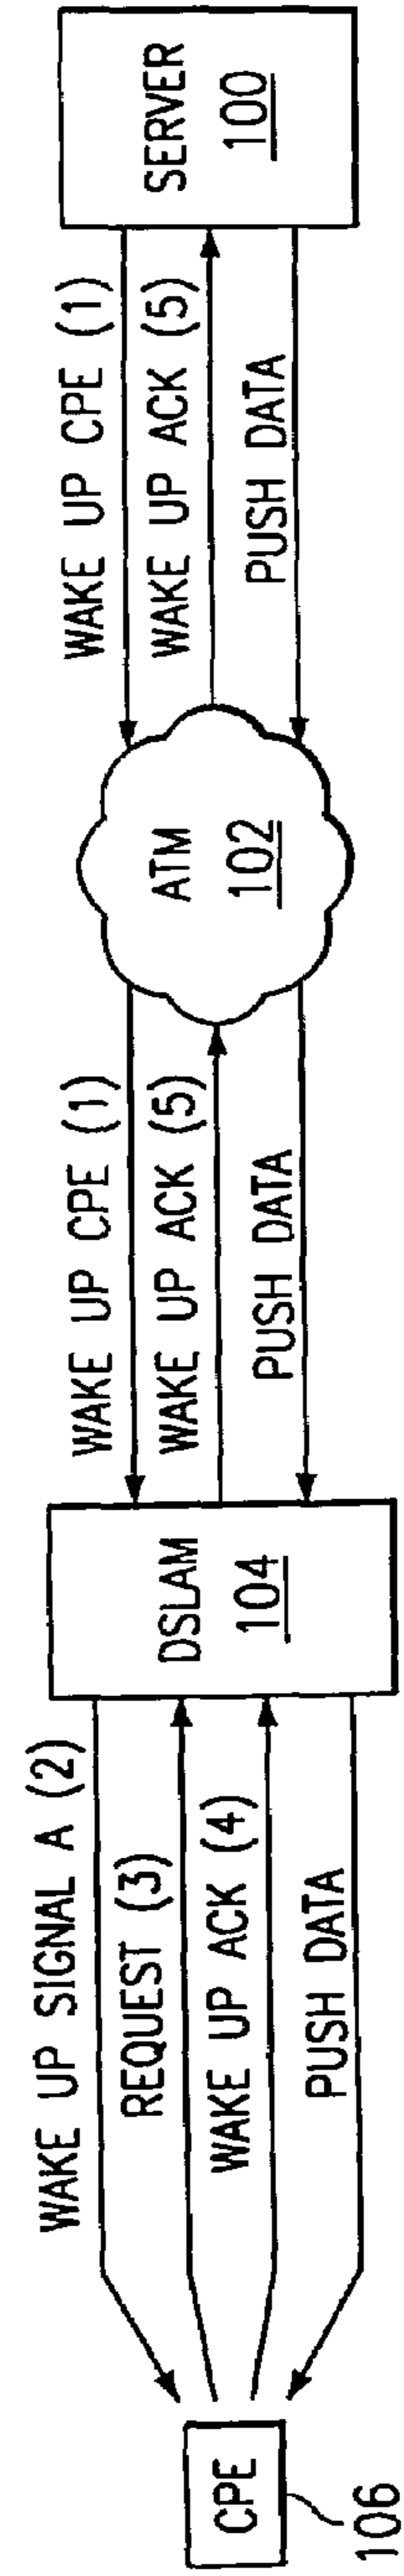 CPE
106
WAKE UP SIGNAL A (2)
REQUEST (3)
WAKE UP ACK (4)
PUSH DATA
DSLAM
104
WAKE UP CPE (1)
WAKE UP ACK (5)
PUSH DATA
ATM
102
WAKE UP CPE (1)
WAKE UP ACK (5)
PUSH DATA
SERVER
100